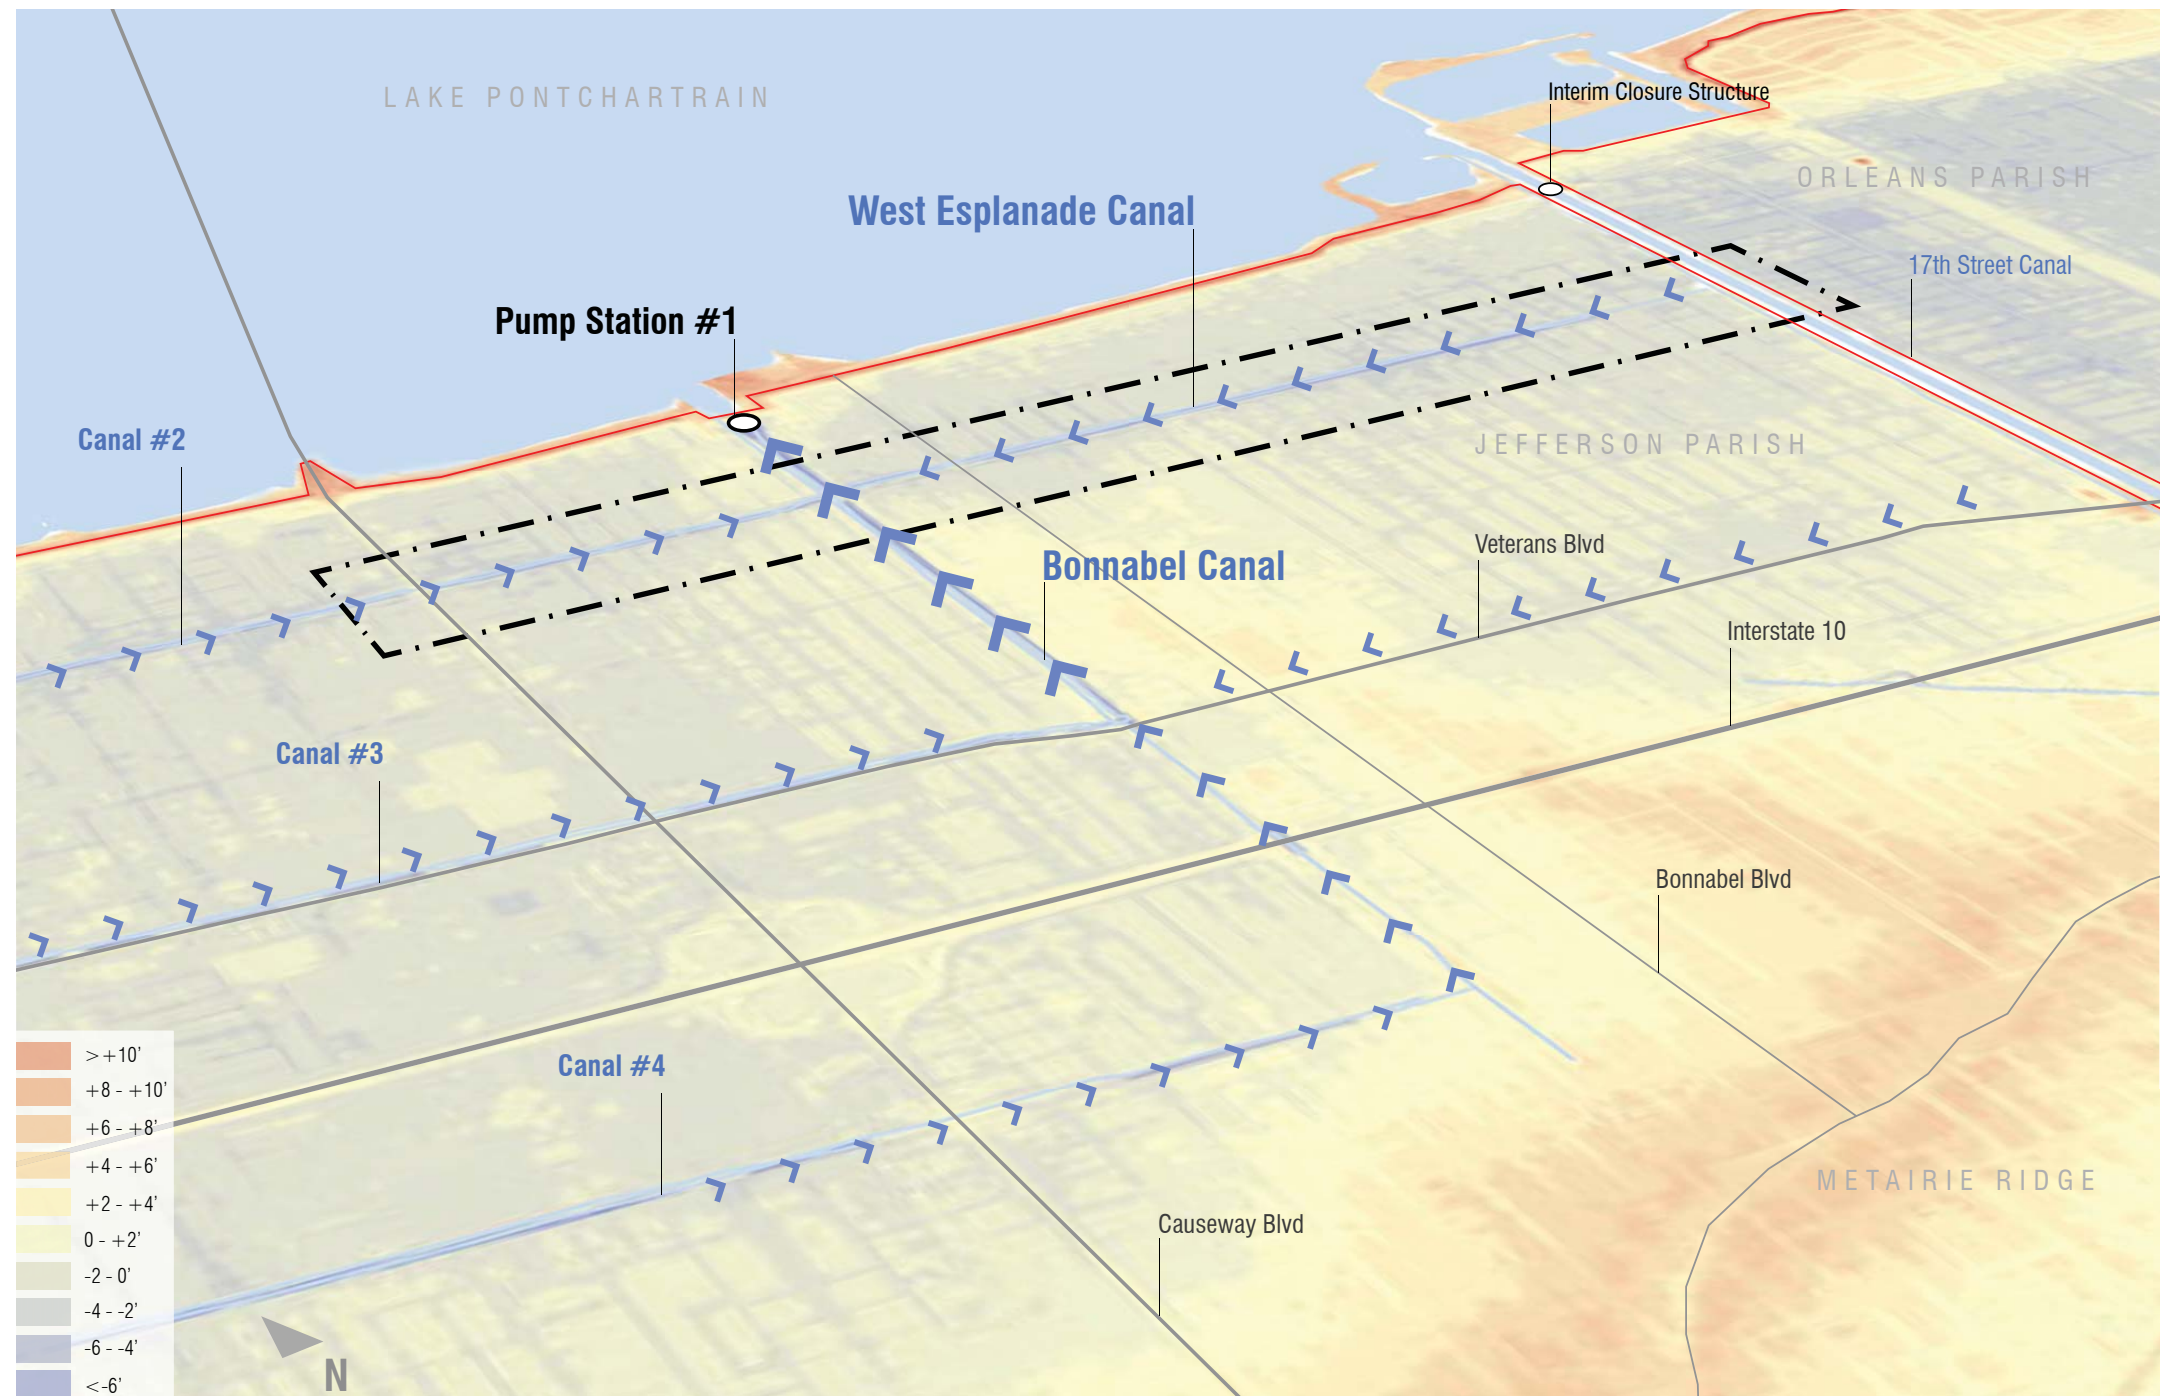 LAKE PONTCHARTRAIN
Interim Closure Structure
ORLEANS PARISH
West Esplanade Canal
17th Street Canal
Pump Station #1
Canal #2
JEFFERSON PARISH
Veterans Blvd
Bonnabel Canal
Interstate 10
Canal #3
Bonnabel Blvd
Canal #4
METAIRIE RIDGE
Causeway Blvd
>+10'
+8 - +10'
+6 - +8'
+4 - +6'
+2 - +4'
0 - +2'
-2 - 0'
-4 - -2'
-6 - -4'
<-6'
N